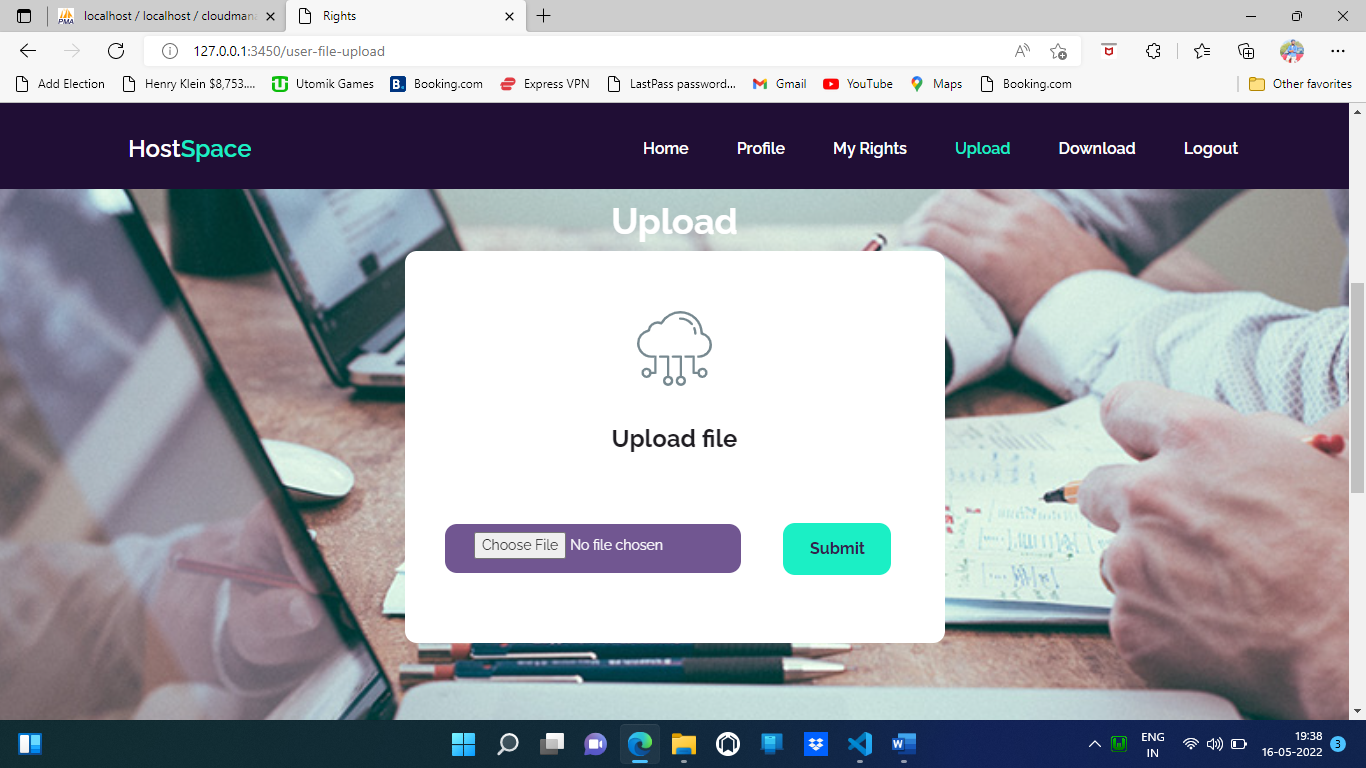 PMA localhost / localhost / cloudmana
Rights
127.0.0.1:3450/user-file-upload
Add Election
Henry Klein $8,753....
Utomik Games
B. Booking.com
Express VPN
LastPass password...
Gmail
YouTube
Maps
Booking.com
Other favorites
HostSpace
Home
Profile
My Rights
Upload
Download
Logout
Upload
Upload file
Choose File No file chosen
Submit
ENG
IN
19:38
16-05-2022
3